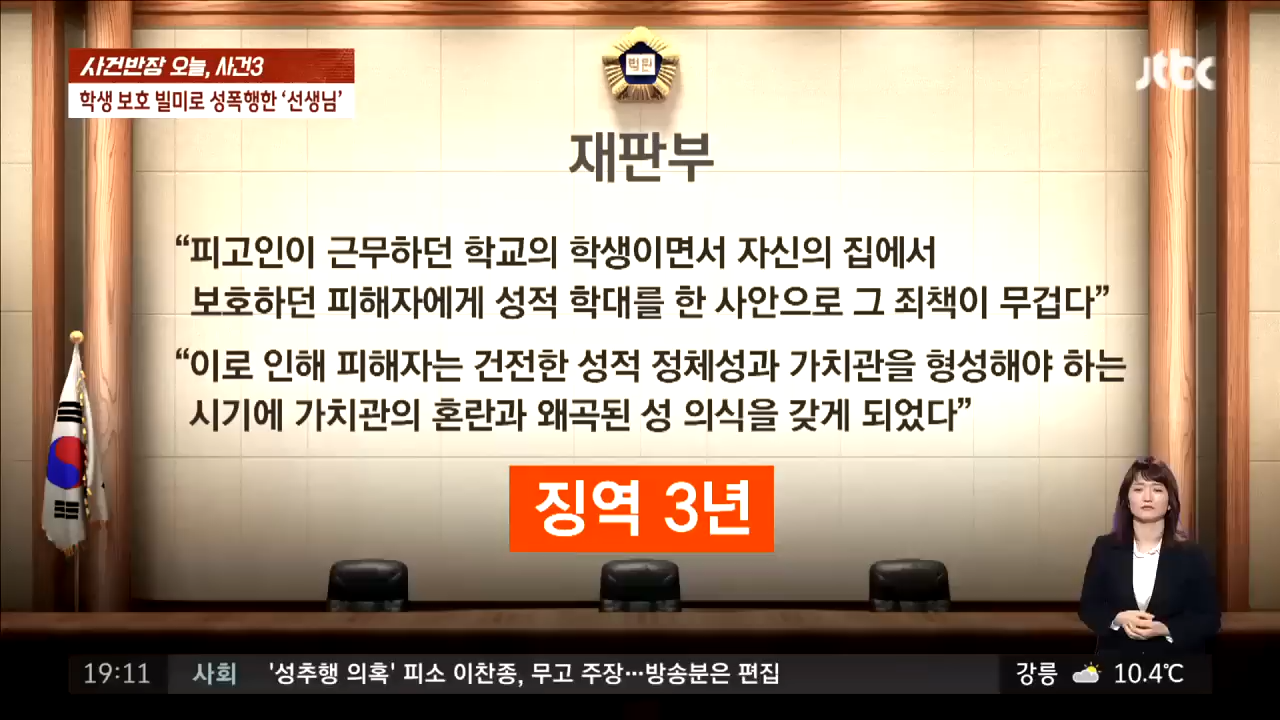 사건반장 오늘, 사건3
학생 보호 빌미로 성폭행한 ‘선생님’
jtbc
법원
재판부
“피고인이 근무하던 학교의 학생이면서 자신의 집에서
보호하던 피해자에게 성적 학대를 한 사안으로 그 죄책이 무겁다”
“이로 인해 피해자는 건전한 성적 정체성과 가치관을 형성해야 하는
시기에 가치관의 혼란과 왜곡된 성 의식을 갖게 되었다”
징역 3년
19:11 사회 '성추행 의혹' 피소 이찬종, 무고 주장…방송분은 편집 강릉 10.4℃